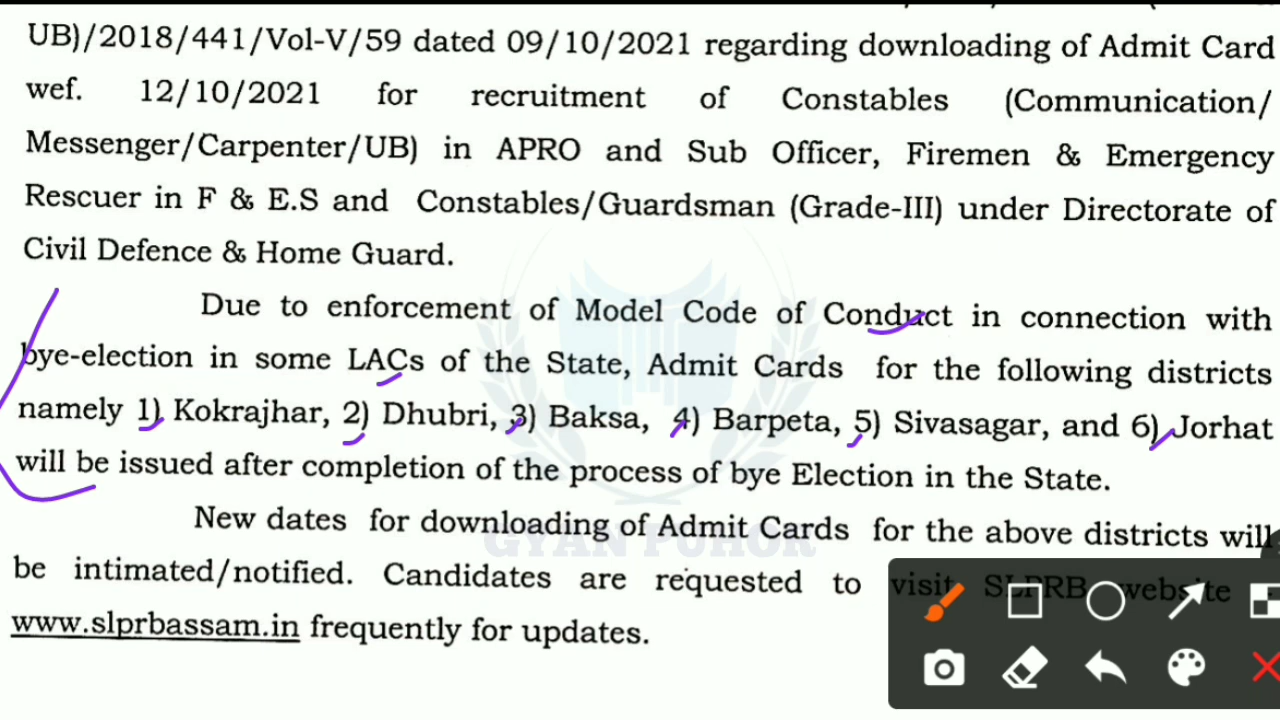 UB)/2018/441/Vol-V/59 dated 09/10/2021 regarding downloading of Admit Card
wef. 12/10/2021 for recruitment of Constables (Communication/
Messenger/Carpenter/UB) in APRO and Sub Officer, Firemen & Emergency
Rescuer in F & E.S and Constables/Guardsman (Grade-III) under Directorate of
Civil Defence & Home Guard.
Due to enforcement of Model Code of Conduct in connection with
bye-election in some LACs of the State, Admit Cards for the following districts
namely 1) Kokrajhar, 2) Dhubri, 3) Baksa, 4) Barpeta, 5) Sivasagar, and 6) Jorhat
will be issued after completion of the process of bye Election in the State.
New dates for downloading of Admit Cards for the above districts will
be intimated/notified. Candidates are requested to visit SLPRB website
www.slprbassam.in frequently for updates.
GYAN POHOR